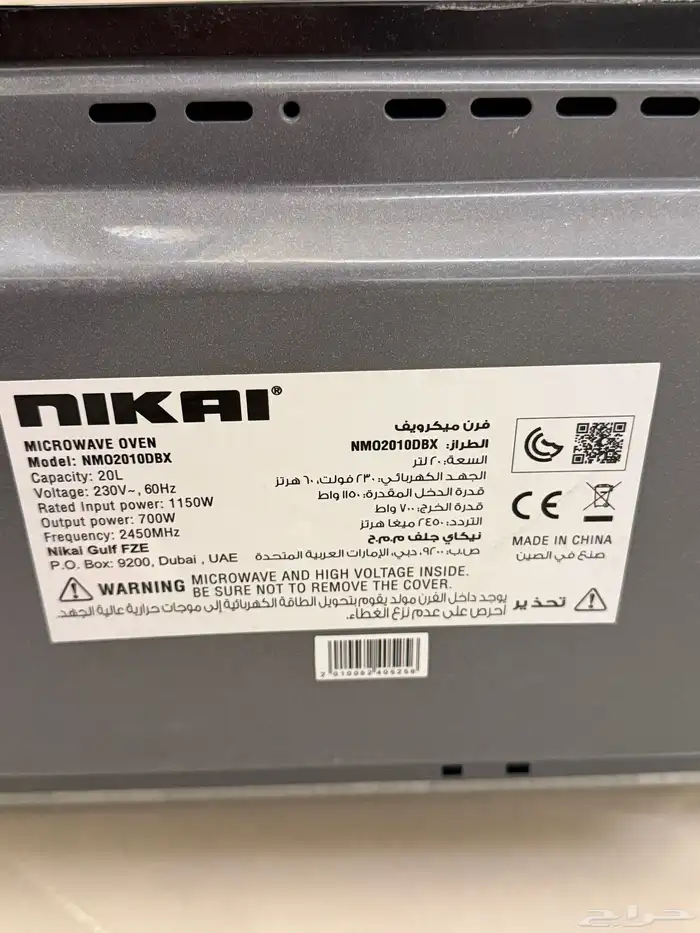 NIKAI®
MICROWAVE OVEN
Model: NMO2010DBX
Capacity: 20L
Voltage: 230V~, 60Hz
Rated Input power: 1150W
Output power: 700W
Frequency: 2450MHz
Nikai Gulf FZE
P.O. Box: 9200, Dubai , UAE
فرن ميكرويف
الطراز: NMO2010DBX
السعة: ٢٠ لتر
الجهد الكهربائي: ٢٣٠ فولت، ٦٠ هرتز
قدرة الدخل المقدرة: ١١٥٠ واط
قدرة الخرج: ٧٠٠ واط
التردد: ٢٤٥٠ ميغا هرتز
نيكاي جلف م.م.ح
ص.ب: ٩٢٠٠، دبي، الإمارات العربية المتحدة
CE
MADE IN CHINA
صنع في الصين
WARNING MICROWAVE AND HIGH VOLTAGE INSIDE.
BE SURE NOT TO REMOVE THE COVER.
تحذير يوجد داخل الفرن مولد يقوم بتحويل الطاقة الكهربائية إلى موجات حرارية عالية الجهد.
أحرص على عدم نزع الغطاء.
حراج